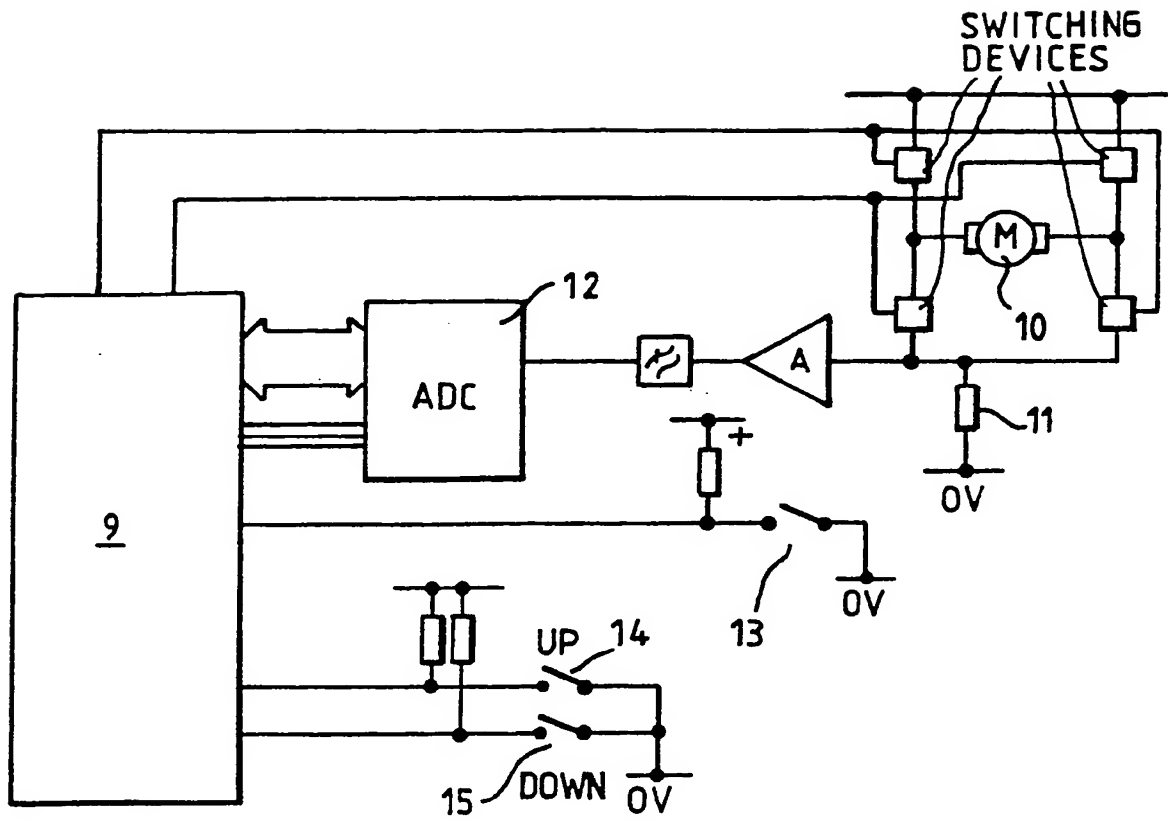 SWITCHING
DEVICES
M
10
12
ADC
A
11
0V
+
9
13
0V
UP
14
15
DOWN
0V